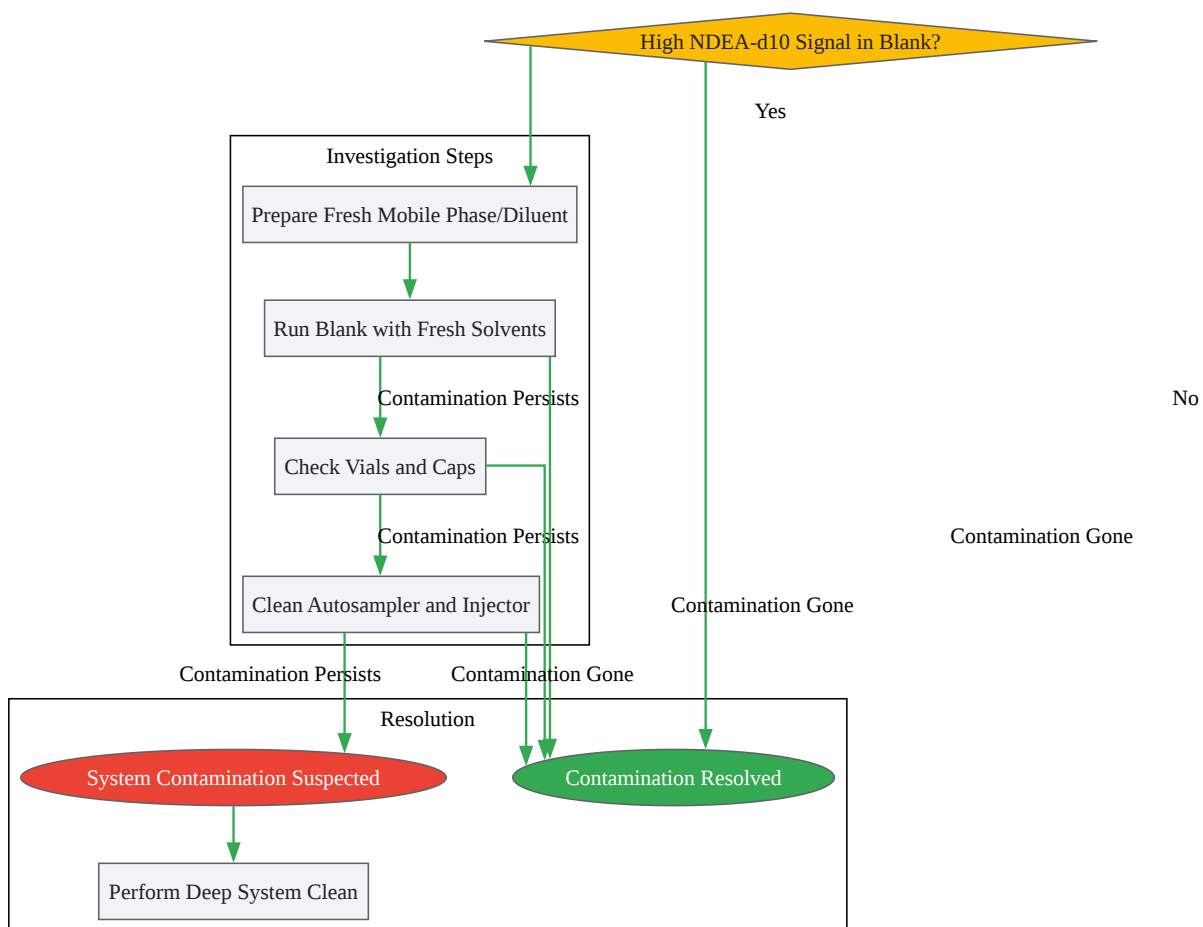 High NDEA-d10 Signal in Blank?
Yes
Investigation Steps
Prepare Fresh Mobile Phase/Diluent
Run Blank with Fresh Solvents
Contamination Persists
No
Check Vials and Caps
Contamination Persists
Contamination Gone
Clean Autosampler and Injector
Contamination Gone
Contamination Persists
Contamination Gone
Resolution
System Contamination Suspected
Contamination Resolved
Perform Deep System Clean